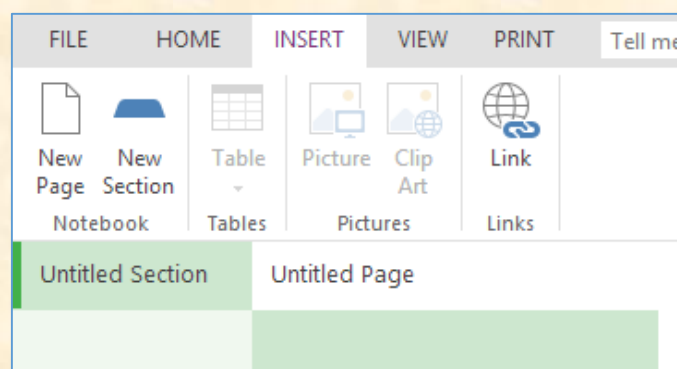 FILE HOME INSERT VIEW PRINT Tell me
New Page
New Section
Table
Picture
Clip Art
Link
Notebook Tables Pictures Links
Untitled Section Untitled Page